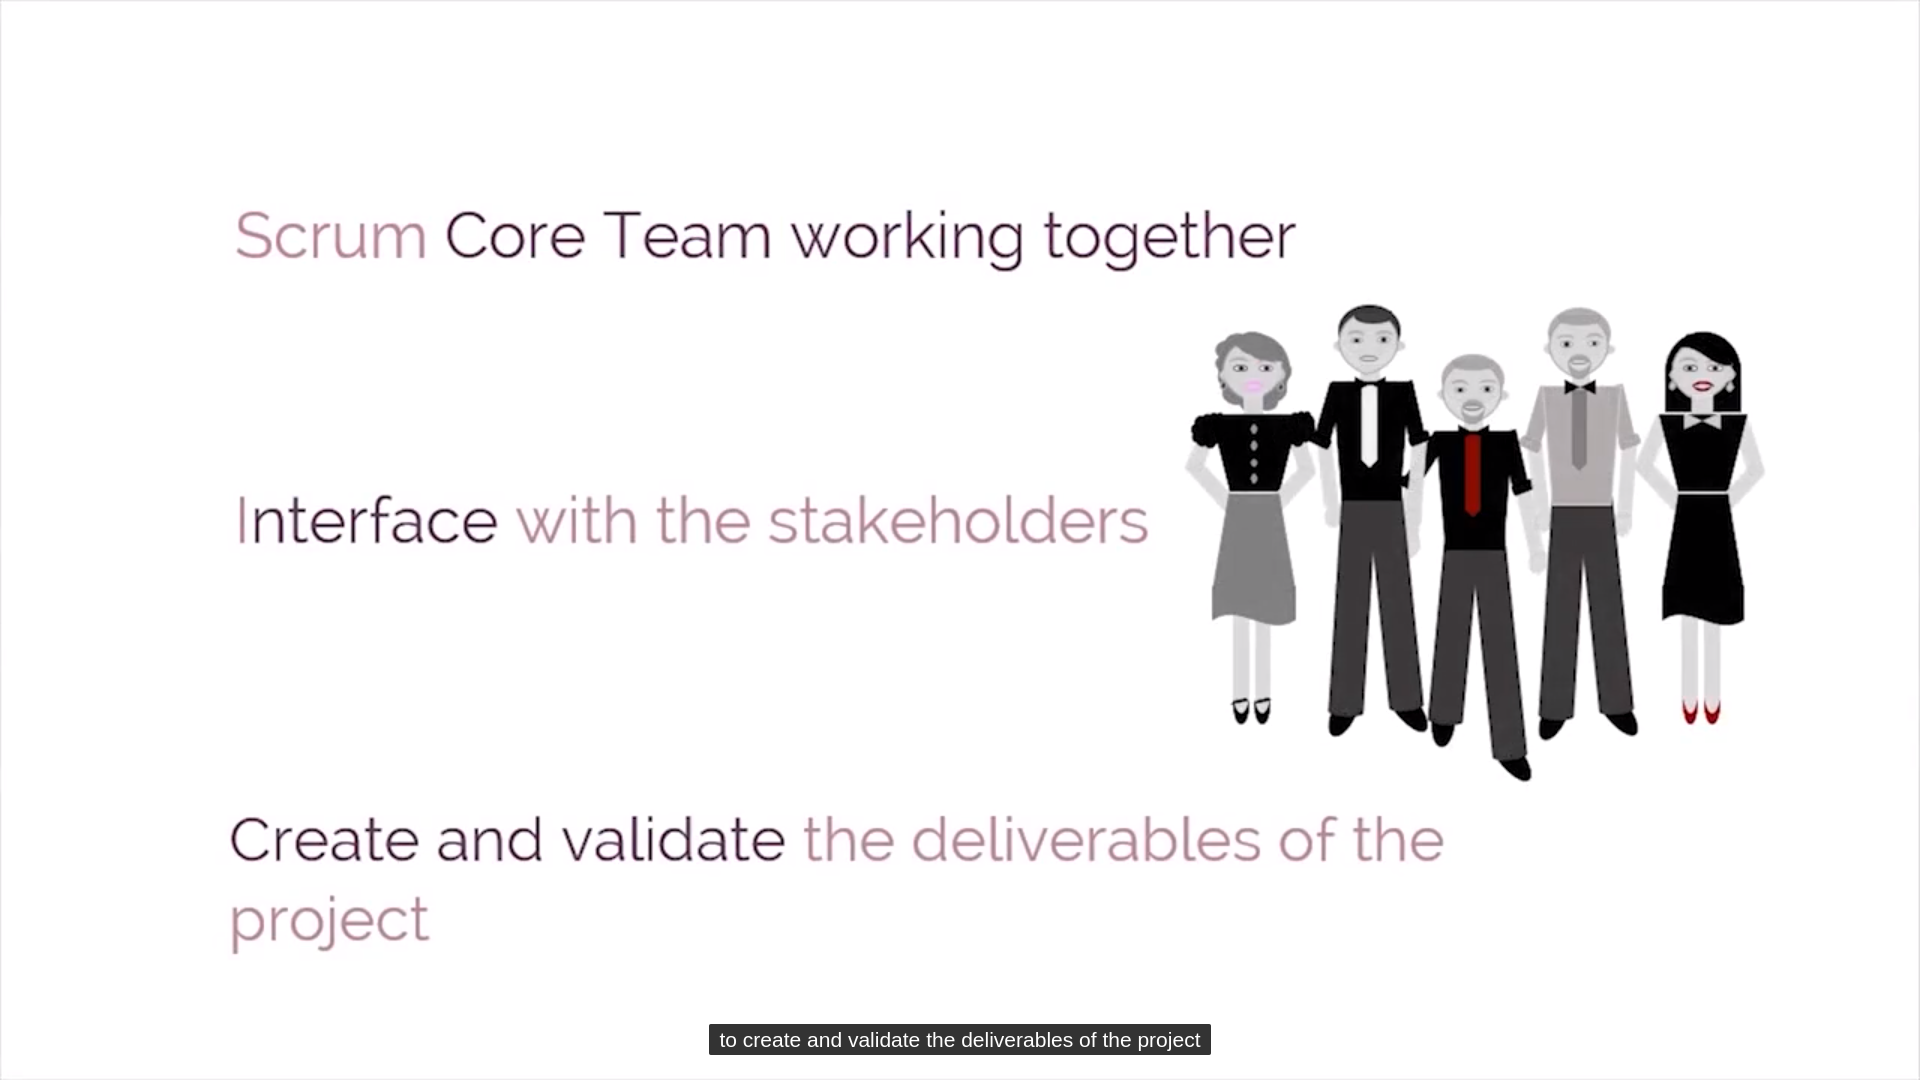 Scrum Core Team working together
Interface with the stakeholders
Create and validate the deliverables of the
project
to create and validate the deliverables of the project